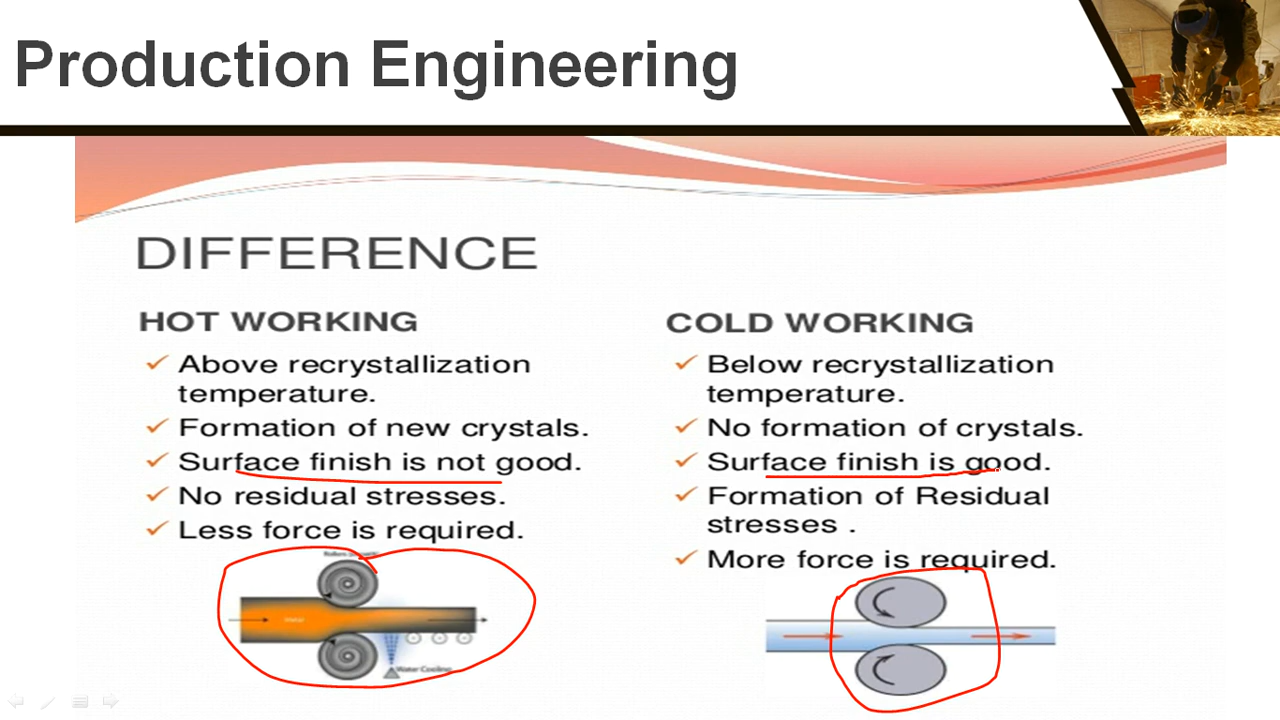 Production Engineering
DIFFERENCE
HOT WORKING
Above recrystallization
temperature.
Formation of new crystals.
Surface finish is not good.
No residual stresses.
Less force is required.
Water Cooling
COLD WORKING
Below recrystallization
temperature.
No formation of crystals.
Surface finish is good.
Formation of Residual
stresses .
More force is required.